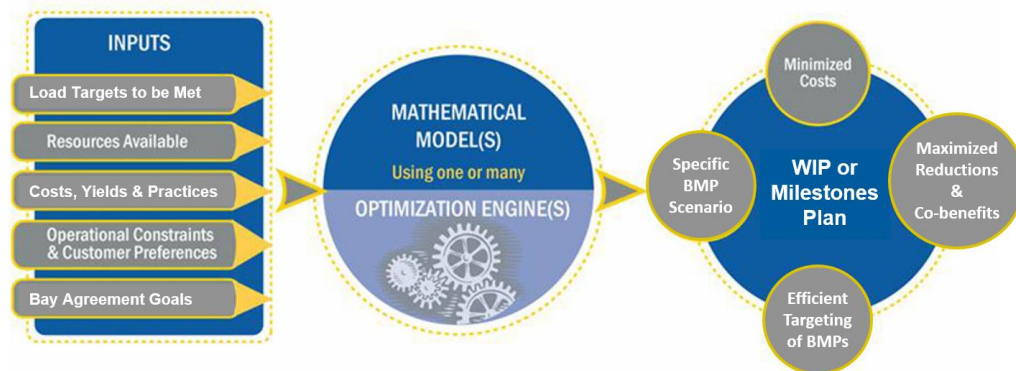 INPUTS
Load Targets to be Met
Resources Available
Costs, Yields & Practices
Operational Constraints
& Customer Preferences
Bay Agreement Goals
MATHEMATICAL
MODEL(S)
Using one or many
OPTIMIZATION ENGINE(S)
Minimized
Costs
Specific
BMP
Scenario
WIP or
Milestones
Plan
Maximized
Reductions
&
Co-benefits
Efficient
Targeting
of BMPs